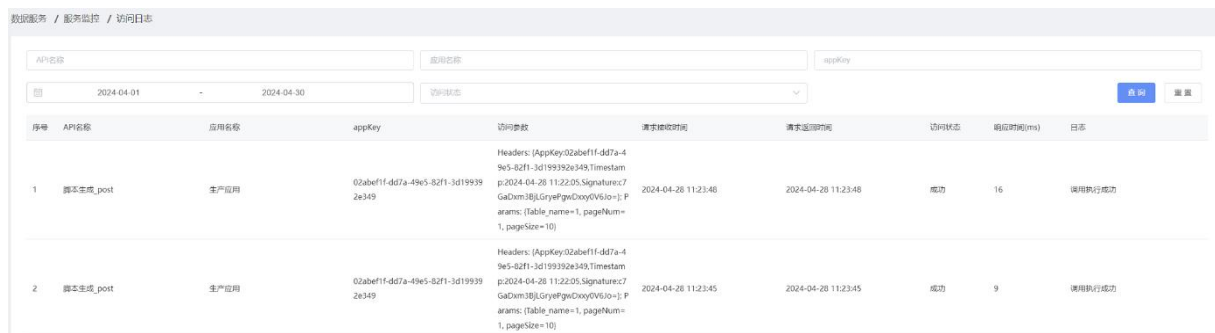 数据服务 / 服务监控 / 访问日志
API名称 应用名称 appKey
2024-04-01 - 2024-04-30 访问状态 查询 重置
序号 API名称 应用名称 appKey 访问参数 请求接收时间 请求返回时间 访问状态 响应时间(ms) 日志
Headers: {AppKey:02abef1f-dd7a-4
9e5-82f1-3d199392e349,Timestam
p:2024-04-28 11:22:05,Signature:c7
GaDxm3BjLGryePgwDxxy0V6Jo=}; P
arams: {Table_name=1, pageNum=
1, pageSize=10}
1 脚本生成_post 生产应用 02abef1f-dd7a-49e5-82f1-3d19939
2e349 2024-04-28 11:23:48 2024-04-28 11:23:48 成功 16 调用执行成功
Headers: {AppKey:02abef1f-dd7a-4
9e5-82f1-3d199392e349,Timestam
p:2024-04-28 11:22:05,Signature:c7
GaDxm3BjLGryePgwDxxy0V6Jo=}; P
arams: {Table_name=1, pageNum=
1, pageSize=10}
2 脚本生成_post 生产应用 02abef1f-dd7a-49e5-82f1-3d19939
2e349 2024-04-28 11:23:45 2024-04-28 11:23:45 成功 9 调用执行成功